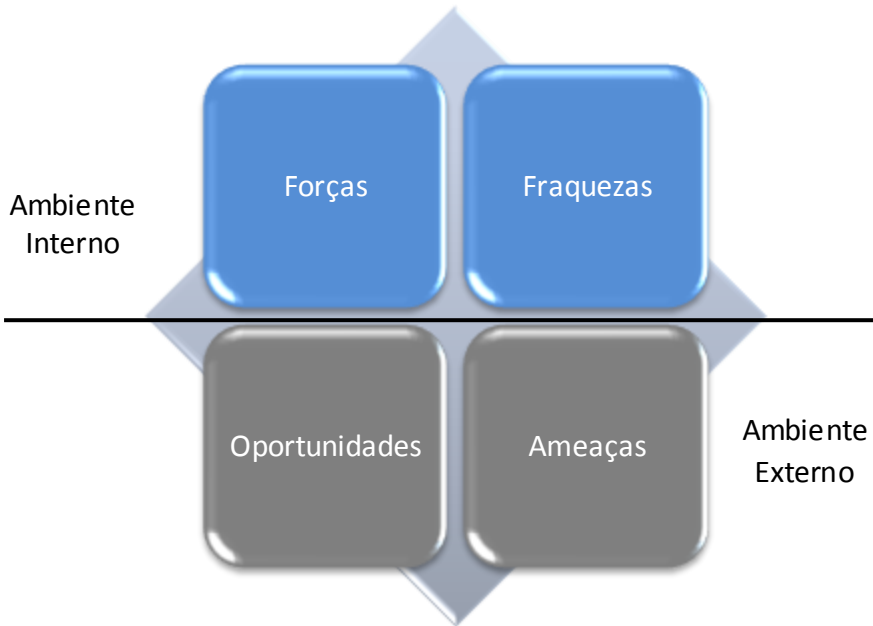 Forças
Fraquezas
Ambiente
Interno
Oportunidades
Ameaças
Ambiente
Externo